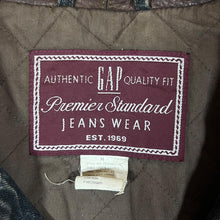 AUTHENTIC GAP QUALITY FIT
Premier Standard
JEANS WEAR
EST. 1969
M